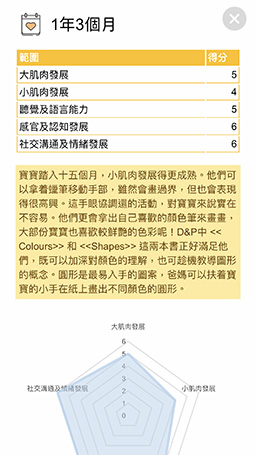 1年3個月
範圍 得分
大肌肉發展 5
小肌肉發展 4
聽覺及語言能力 5
感官及認知發展 6
社交溝通及情緒發展 6
寶寶踏入十五個月，小肌肉發展得更成熟。他們可
以拿着蠟筆移動手部，雖然會畫過界，但也會表現
得很高興。這手眼協調還的活動，對寶寶來說實在
不容易。他們更會拿出自己喜歡的顏色筆來畫畫，
大部份寶寶也喜歡較鮮艷的色彩呢！D&P中 <<
Colours>> 和 <<Shapes>> 這兩本書正好滿足他
們，既可以加深對顏色的理解，也可趁機教導圖形
的概念。圓形是最易入手的圖案，爸媽可以扶着寶
寶的小手在紙上畫出不同顏色的圓形。
大肌肉發展
6
5
社交溝通及情緒發展 4 小肌肉發展
3
2
1
0